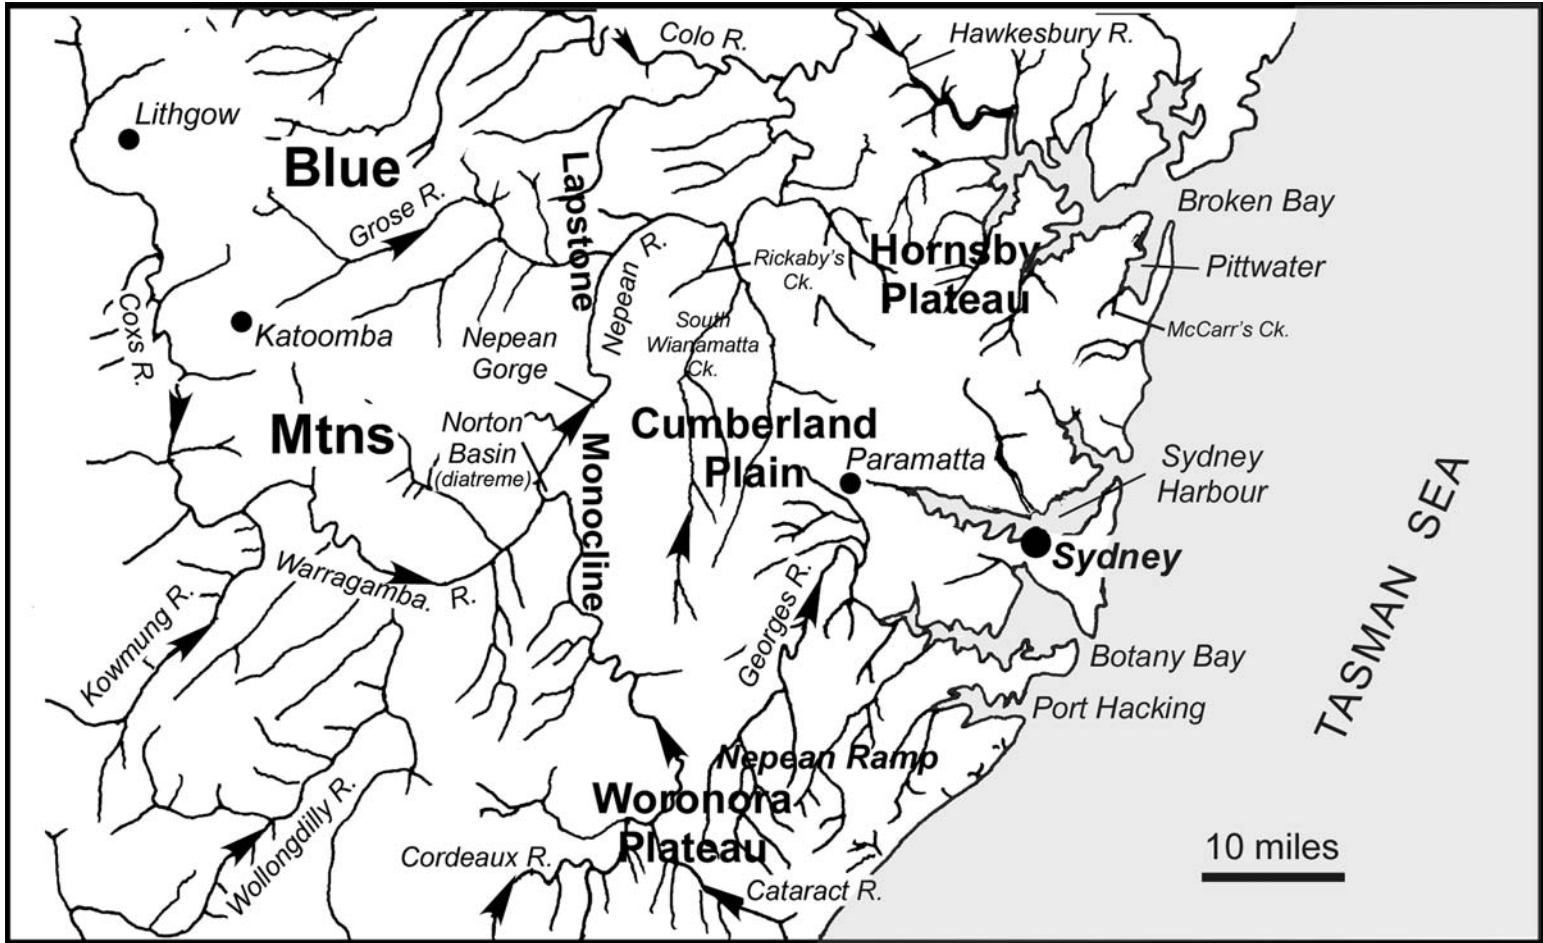 Colo R.
Hawkesbury R.
Lithgow
Blue
Lapstone
Grose R.
Broken Bay
Nepean R.
Rickaby's
Ck.
Hornsby
Plateau
Pittwater
Coxs R.
Katoomba
Nepean
Gorge
South
Wianamatta
Ck.
McCarr's Ck.
Mtns
Norton
Basin
(diatreme)
Monocline
Cumberland
Plain
Paramatta
Sydney
Harbour
Sydney
TASMAN SEA
Warragamba. R.
Kowmung R.
Georges R.
Botany Bay
Port Hacking
Nepean Ramp
Woronora
Plateau
Wollongdilly R.
Cordeaux R.
Cataract R.
10 miles